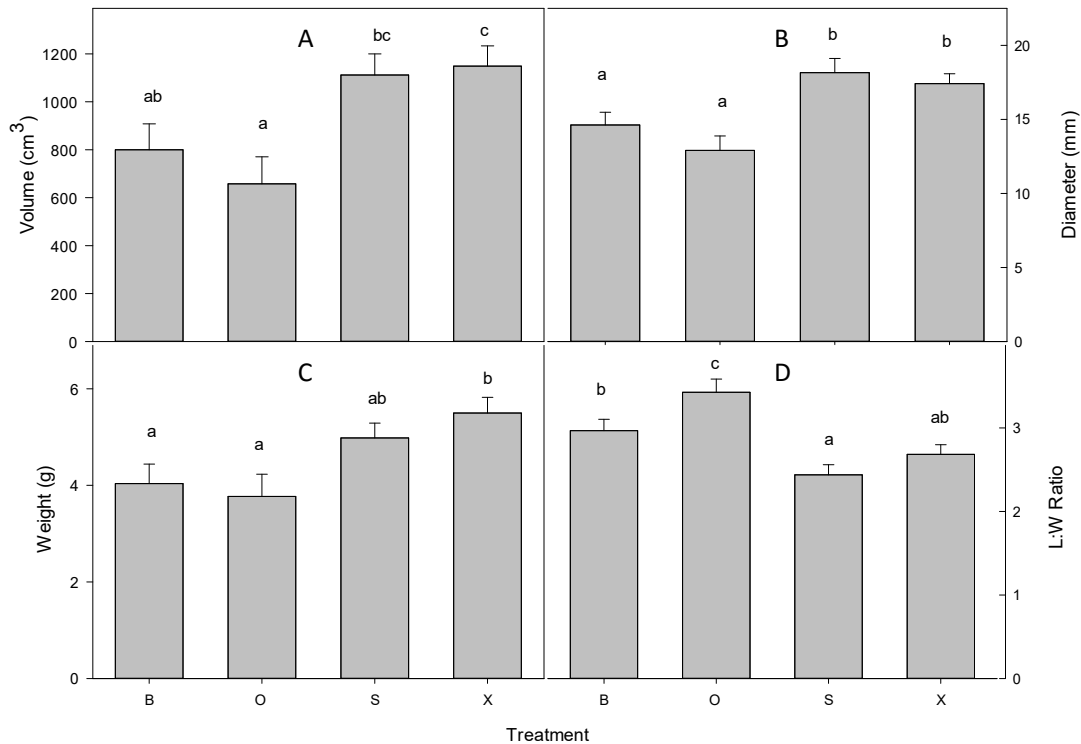 A
B
1200
1000
800
600
400
200
0
Volume (cm3)
ab
a
bc
c
a
a
b
b
20
15
10
5
0
Diameter (mm)
C
D
6
4
2
0
Weight (g)
a
a
ab
b
b
c
a
ab
3
2
1
0
L:W Ratio
B O S X
B O S X
Treatment